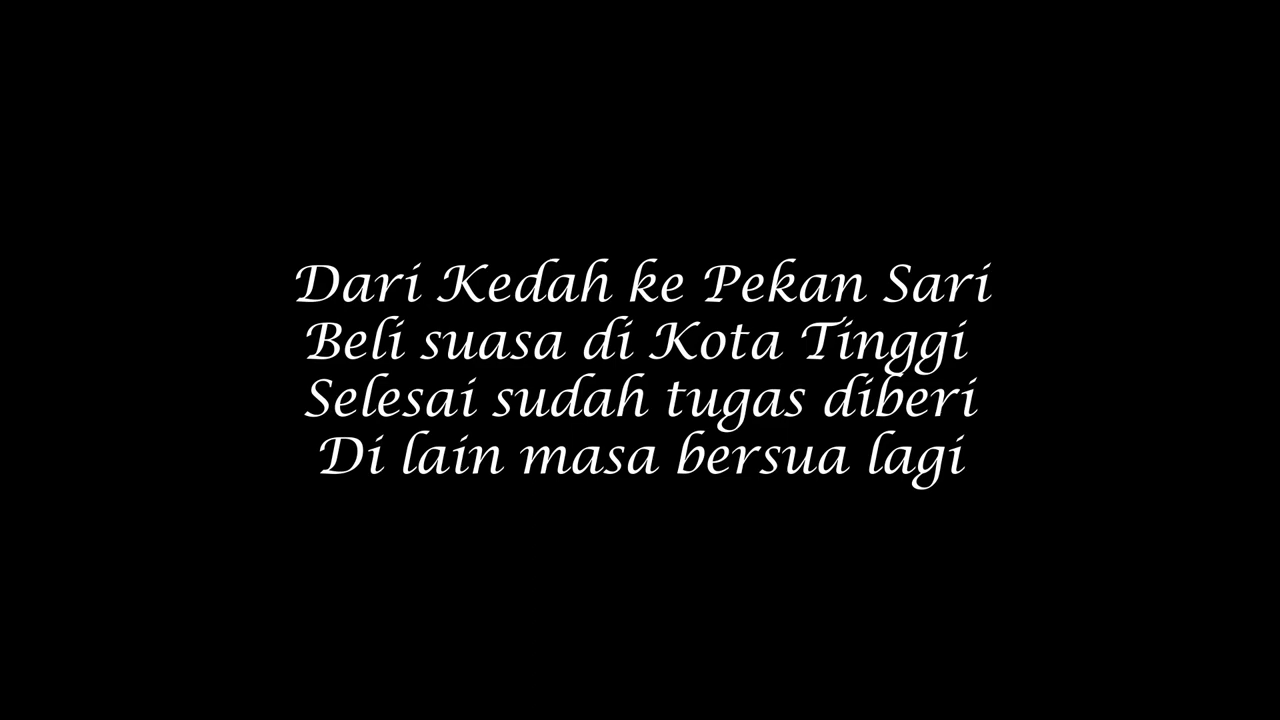 Dari Kedah ke Pekan Sari
Beli suasa di Kota Tinggi
Selesai sudah tugas diberi
Di lain masa bersua lagi